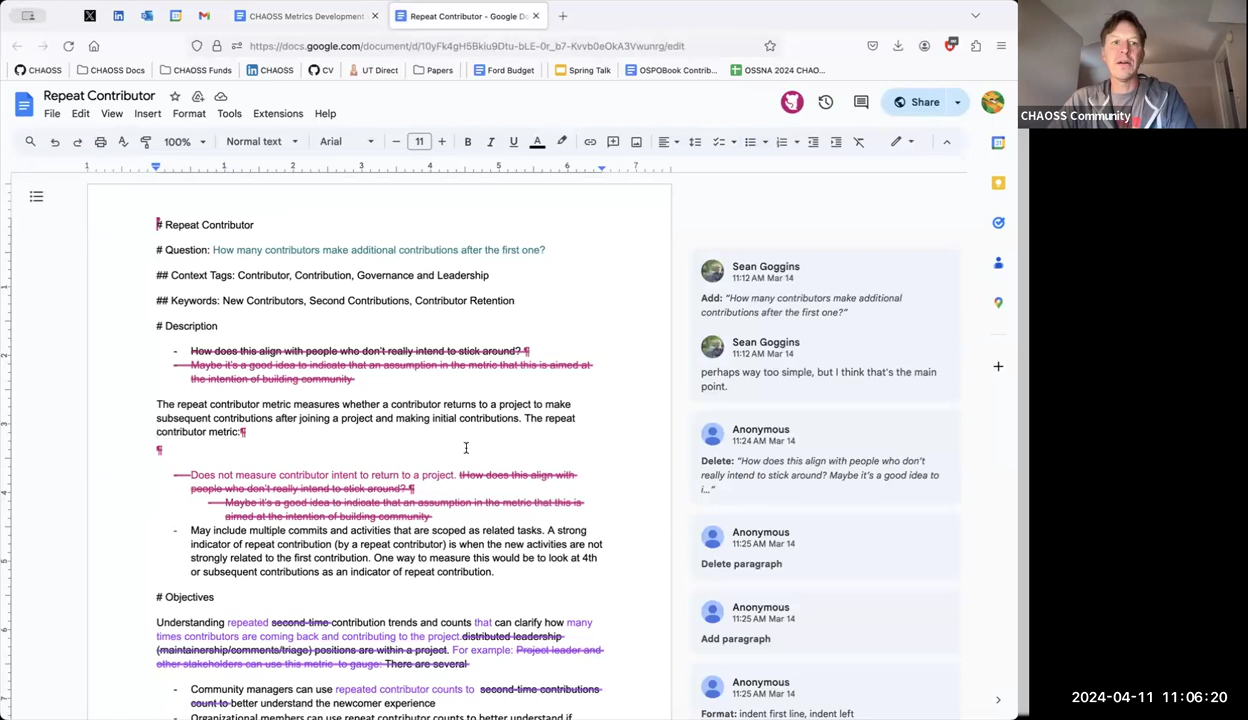 CHAOSS Metrics Development
Repeat Contributor - Google Do
https://docs.google.com/document/d/10yFk4gH5Bkiu9Dtu-bLE-0r_b7-Kvvb0eOkA3Vwunrg/edit
CHAOSS
CHAOSS Docs
CHAOSS Funds
CHAOSS
CV
UT Direct
Papers
Ford Budget
Spring Talk
OSPOBook Contrib...
OSSNA 2024 CHAO...
Repeat Contributor
File Edit View Insert Format Tools Extensions Help
Share
100% Normal text Arial 11
1 1 2 3 4 5 6 7
# Repeat Contributor
# Question: How many contributors make additional contributions after the first one?
## Context Tags: Contributor, Contribution, Governance and Leadership
## Keywords: New Contributors, Second Contributions, Contributor Retention
# Description
- How does this align with people who don't really intend to stick around? ¶
- Maybe it's a good idea to indicate that an assumption in the metric that this is aimed at
the intention of building community
The repeat contributor metric measures whether a contributor returns to a project to make
subsequent contributions after joining a project and making initial contributions. The repeat
contributor metric:¶
¶
- Does not measure contributor intent to return to a project. tHow does this align with
people who don't really intend to stick around? ¶
- Maybe it's a good idea to indicate that an assumption in the metric that this is
aimed at the intention of building community
- May include multiple commits and activities that are scoped as related tasks. A strong
indicator of repeat contribution (by a repeat contributor) is when the new activities are not
strongly related to the first contribution. One way to measure this would be to look at 4th
or subsequent contributions as an indicator of repeat contribution.
# Objectives
Understanding repeated second-time contribution trends and counts that can clarify how many
times contributors are coming back and contributing to the project.distributed leadership
(maintainership/comments/triage) positions are within a project. For example: Project leader and
other stakeholders can use this metric to gauge: There are several
- Community managers can use repeated contributor counts to second-time contributions
count to better understand the newcomer experience
- Organizational members can use repeat contributor counts to better understand if
Sean Goggins
11:12 AM Mar 14
Add: "How many contributors make additional
contributions after the first one?"
Sean Goggins
11:12 AM Mar 14
perhaps way too simple, but I think that's the main
point.
Anonymous
11:24 AM Mar 14
Delete: "How does this align with people who don't
really intend to stick around? Maybe it's a good idea to
i..."
Anonymous
11:25 AM Mar 14
Delete paragraph
Anonymous
11:25 AM Mar 14
Add paragraph
Anonymous
11:25 AM Mar 14
Format: indent first line, indent left
CHAOSS Community
2024-04-11 11:06:20